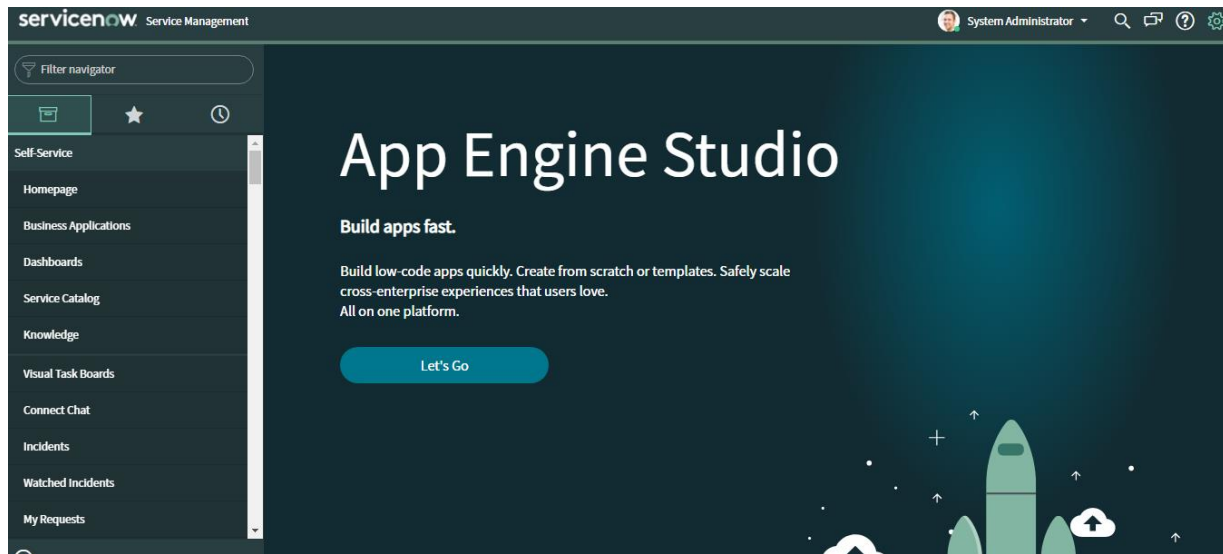 servicenow Service Management
System Administrator
Filter navigator
Self-Service
Homepage
Business Applications
Dashboards
Service Catalog
Knowledge
Visual Task Boards
Connect Chat
Incidents
Watched Incidents
My Requests
App Engine Studio
Build apps fast.
Build low-code apps quickly. Create from scratch or templates. Safely scale
cross-enterprise experiences that users love.
All on one platform.
Let's Go